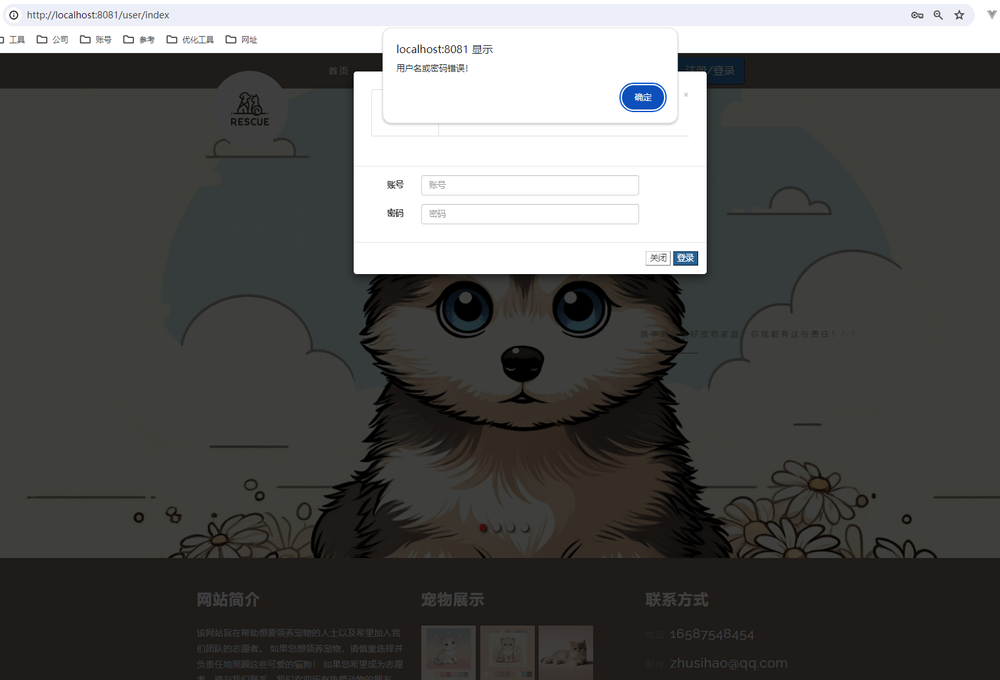 http://localhost:8081/user/index
工具 公司 账号 参考 优化工具 网址
localhost:8081 显示
用户名或密码错误!
确定
首页
注册/登录
×
RESCUE
账号 账号
密码 密码
关闭 登录
携手共 好宠物家庭 你我都有这份责任！！！
网站简介
该网站旨在帮助想要领养宠物的人士以及希望加入我
们团队的志愿者。 如果您想领养宠物，请慎重选择并
负责任地照顾这些可爱的猫狗！ 如果您希望成为志愿
者，请与我们联系，我们欢迎所有热爱动物的朋友
宠物展示
联系方式
电话 16587548454
邮件 zhusihao@qq.com